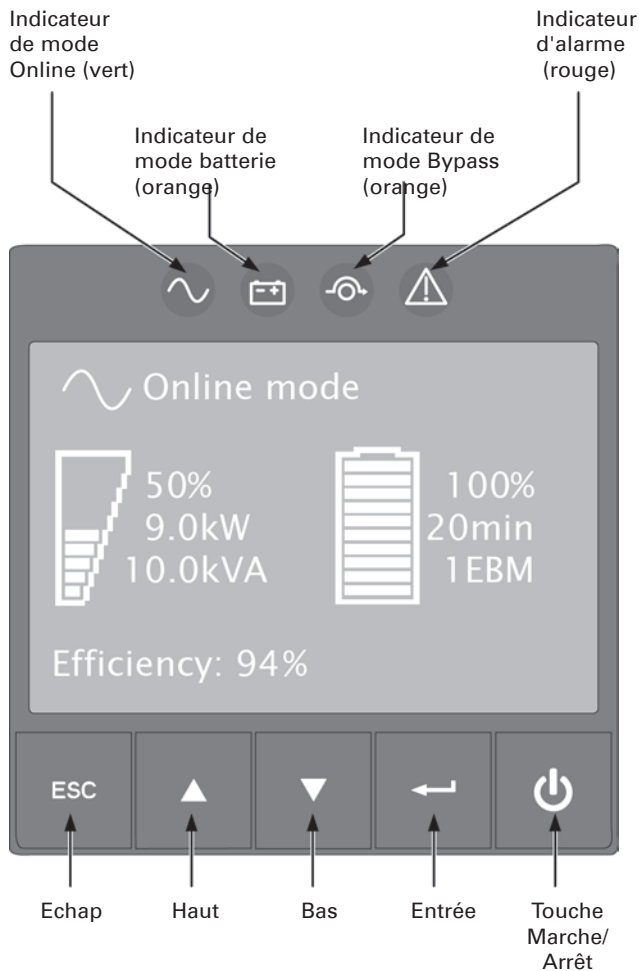 Indicateur
de mode
Online (vert)
Indicateur
d'alarme
(rouge)
Indicateur de
mode batterie
(orange)
Indicateur de
mode Bypass
(orange)
Online mode
50%
9.0kW
10.0kVA
100%
20min
1EBM
Efficiency: 94%
ESC
Echap
Haut
Bas
Entrée
Touche
Marche/
Arrêt